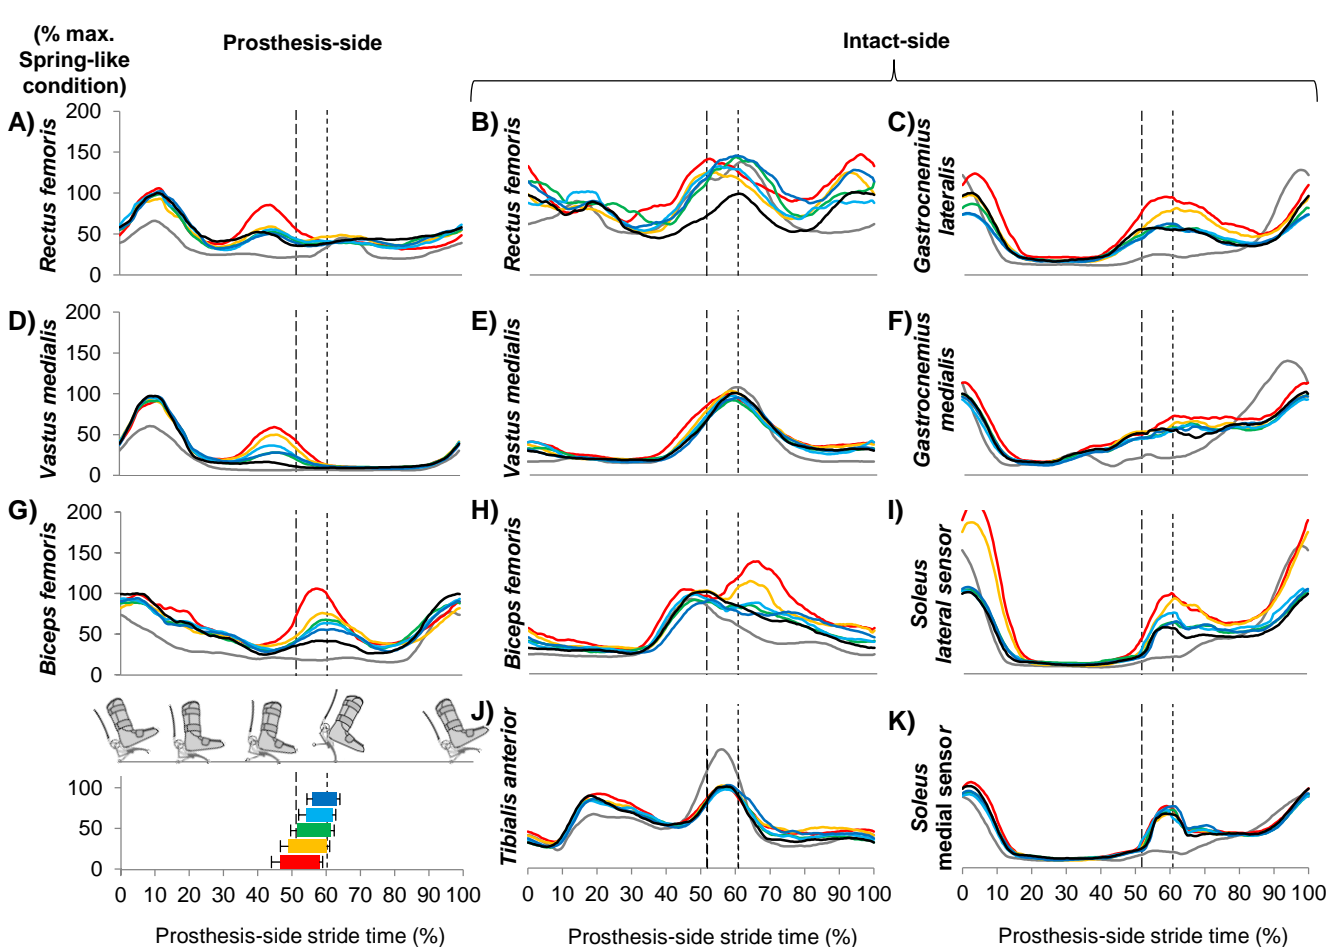 (% max.
Spring-like
condition)
Prosthesis-side
Intact-side
A)
Rectus femoris
200
150
100
50
0
B)
Rectus femoris
C)
Gastrocnemius
lateralis
D)
Vastus medialis
200
150
100
50
0
E)
Vastus medialis
F)
Gastrocnemius
medialis
G)
Biceps femoris
200
150
100
50
0
H)
Biceps femoris
I)
Soleus
lateral sensor
J)
Tibialis anterior
K)
Soleus
medial sensor
100
50
0
0 10 20 30 40 50 60 70 80 90 100
0 10 20 30 40 50 60 70 80 90 100
0 10 20 30 40 50 60 70 80 90 100
Prosthesis-side stride time (%)
Prosthesis-side stride time (%)
Prosthesis-side stride time (%)